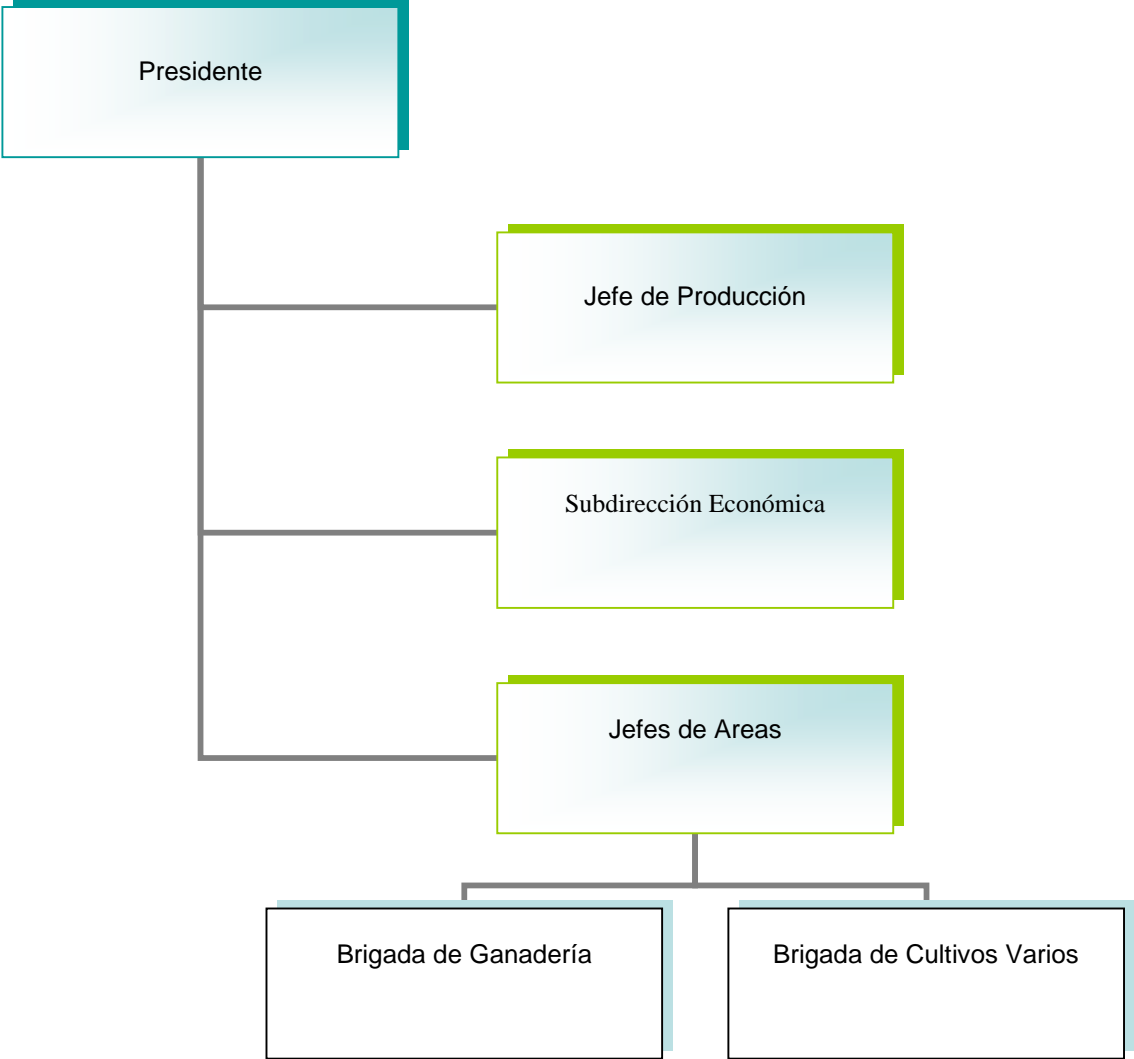 Presidente
Jefe de Producción
Subdirección Económica
Jefes de Areas
Brigada de Ganadería
Brigada de Cultivos Varios